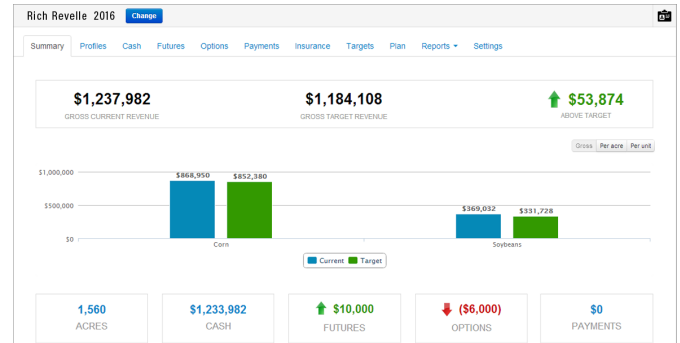 Rich Revelle 2016 Change
Summary Profiles Cash Futures Options Payments Insurance Targets Plan Reports Settings
$1,237,982 $1,184,108 $53,874
GROSS CURRENT REVENUE GROSS TARGET REVENUE ABOVE TARGET
Gross Per acre Per unit
$1,000,000
$868,950 $852,380
$500,000
$369,032 $331,728
$0
Corn Soybeans
Current Target
1,560 $1,233,982 $10,000 ($6,000) $0
ACRES CASH FUTURES OPTIONS PAYMENTS